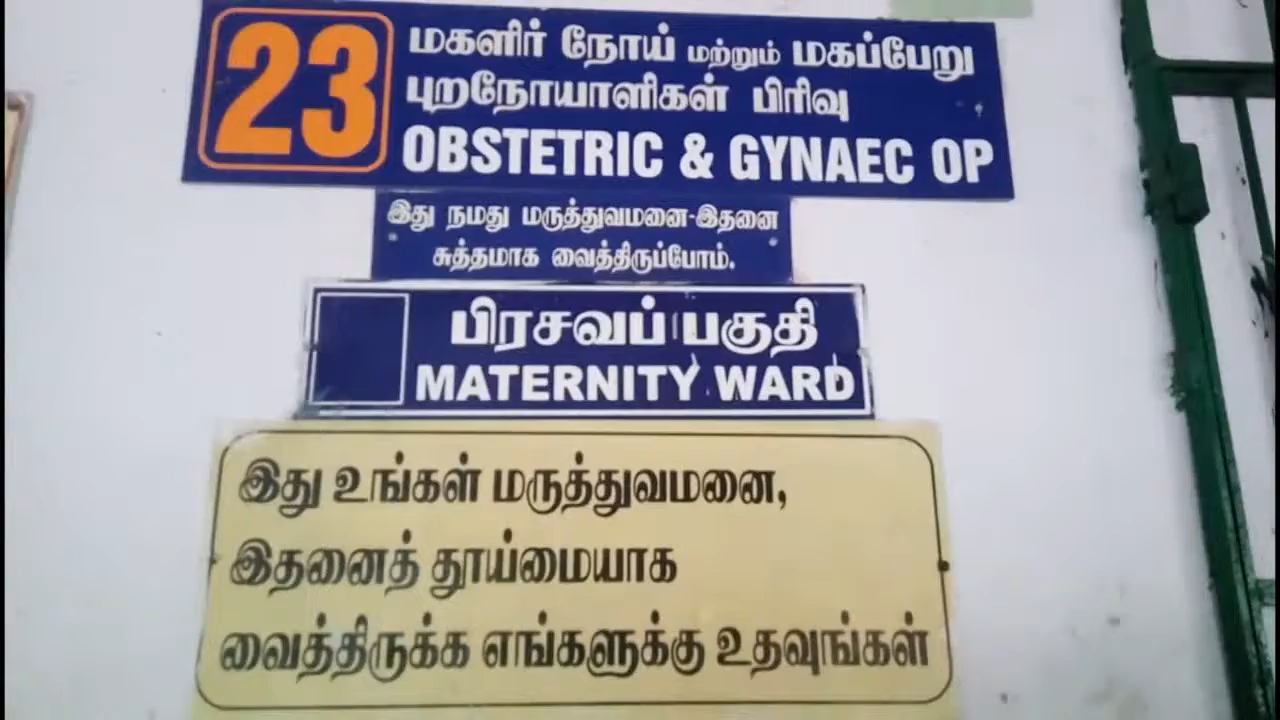 23
மகளிர் நோய் மற்றும் மகப்பேறு
புறநோயாளிகள் பிரிவு
OBSTETRIC & GYNAEC OP
இது நமது மருத்துவமனை-இதனை
சுத்தமாக வைத்திருப்போம்.
பிரசவப் பகுதி
MATERNITY WARD
இது உங்கள் மருத்துவமனை,
இதனைத் தூய்மையாக
வைத்திருக்க எங்களுக்கு உதவுங்கள்